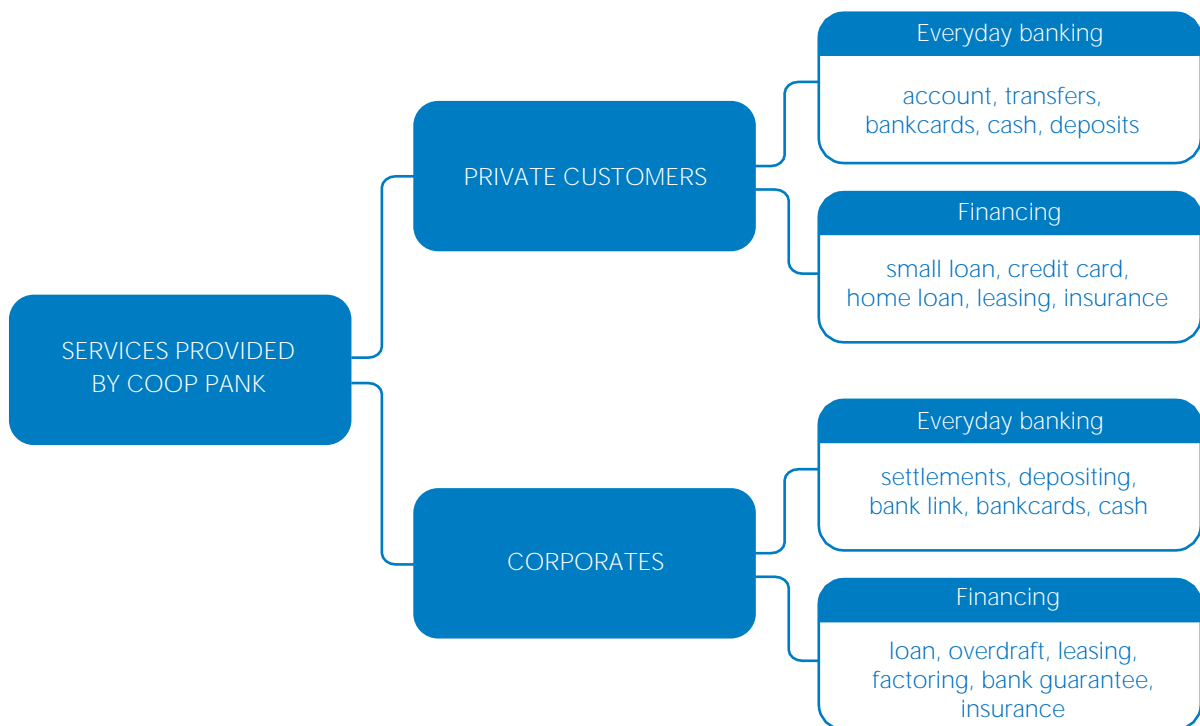 SERVICES PROVIDED
BY COOP PANK
PRIVATE CUSTOMERS
Everyday banking
account, transfers,
bankcards, cash, deposits
Financing
small loan, credit card,
home loan, leasing, insurance
CORPORATES
Everyday banking
settlements, depositing,
bank link, bankcards, cash
Financing
loan, overdraft, leasing,
factoring, bank guarantee,
insurance